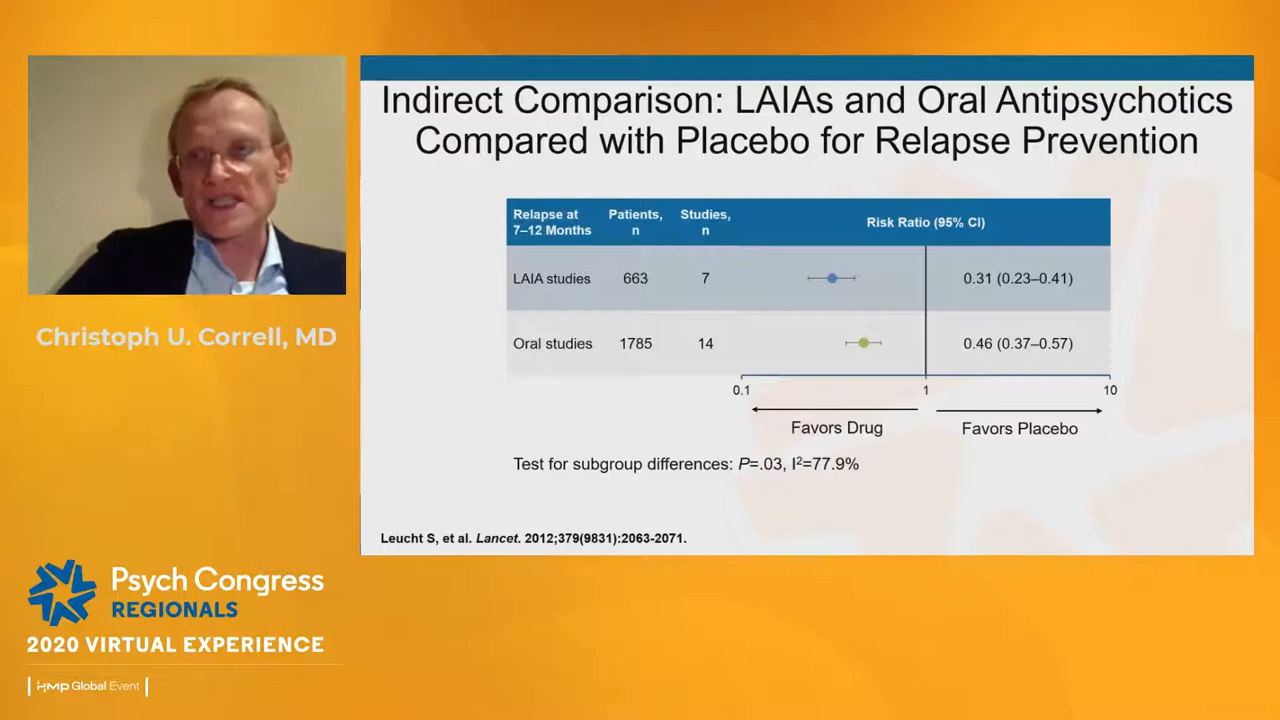 Indirect Comparison: LAIAs and Oral Antipsychotics
Compared with Placebo for Relapse Prevention
Relapse at 7–12 Months
Patients, n
Studies, n
Risk Ratio (95% CI)
LAIA studies 663 7 0.31 (0.23–0.41)
Oral studies 1785 14 0.46 (0.37–0.57)
0.1 1 10
Favors Drug Favors Placebo
Test for subgroup differences: P=.03, I²=77.9%
Leucht S, et al. Lancet. 2012;379(9831):2063-2071.
Christoph U. Correll, MD
Psych Congress
REGIONALS
2020 VIRTUAL EXPERIENCE
HMP Global Event